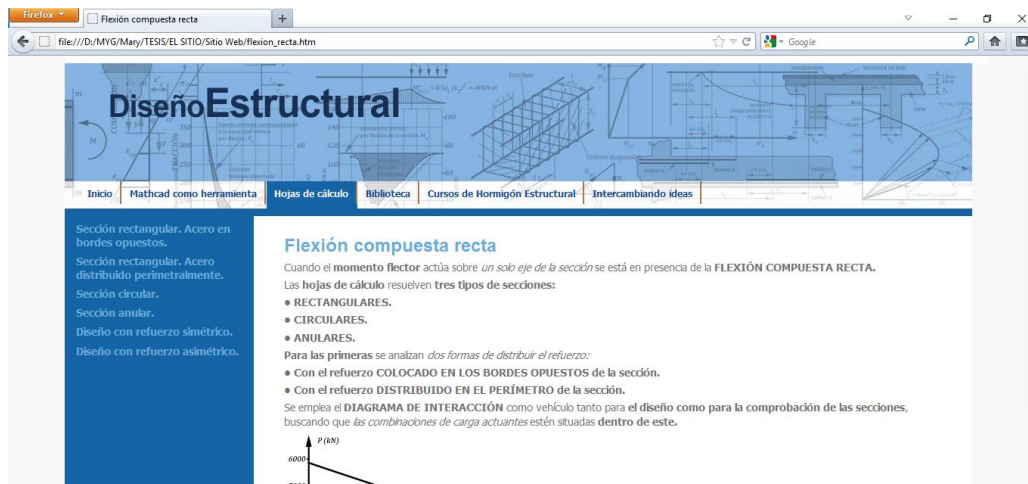 Firefox
Flexión compuesta recta
file:///D:/MYG/Mary/TESIS/EL SITIO/Sitio Web/flexion_recta.htm
Google
DiseñoEstructural
Inicio
Mathcad como herramienta
Hojas de cálculo
Biblioteca
Cursos de Hormigón Estructural
Intercambiando ideas
Sección rectangular. Acero en
bordes opuestos.
Sección rectangular. Acero
distribuido perimetralmente.
Sección circular.
Sección anular.
Diseño con refuerzo simétrico.
Diseño con refuerzo asimétrico.
Flexión compuesta recta
Cuando el momento flector actúa sobre un solo eje de la sección se está en presencia de la FLEXIÓN COMPUESTA RECTA.
Las hojas de cálculo resuelven tres tipos de secciones:
● RECTANGULARES.
● CIRCULARES.
● ANULARES.
Para las primeras se analizan dos formas de distribuir el refuerzo:
● Con el refuerzo COLOCADO EN LOS BORDES OPUESTOS de la sección.
● Con el refuerzo DISTRIBUIDO EN EL PERÍMETRO de la sección.
Se emplea el DIAGRAMA DE INTERACCIÓN como vehículo tanto para el diseño como para la comprobación de las secciones,
buscando que las combinaciones de carga actuantes estén situadas dentro de este.
P (kN)
6000